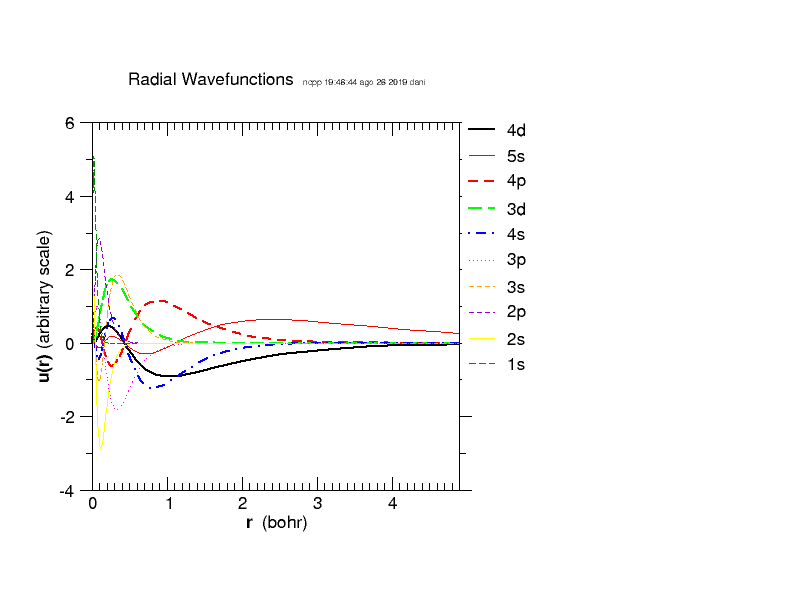 Radial Wavefunctions ncpp 19:46:44 ago 26 2019 dani
6
4
2
0
-2
-4
u(r) (arbitrary scale)
0 1 2 3 4
r (bohr)
4d
5s
4p
3d
4s
3p
3s
2p
2s
1s